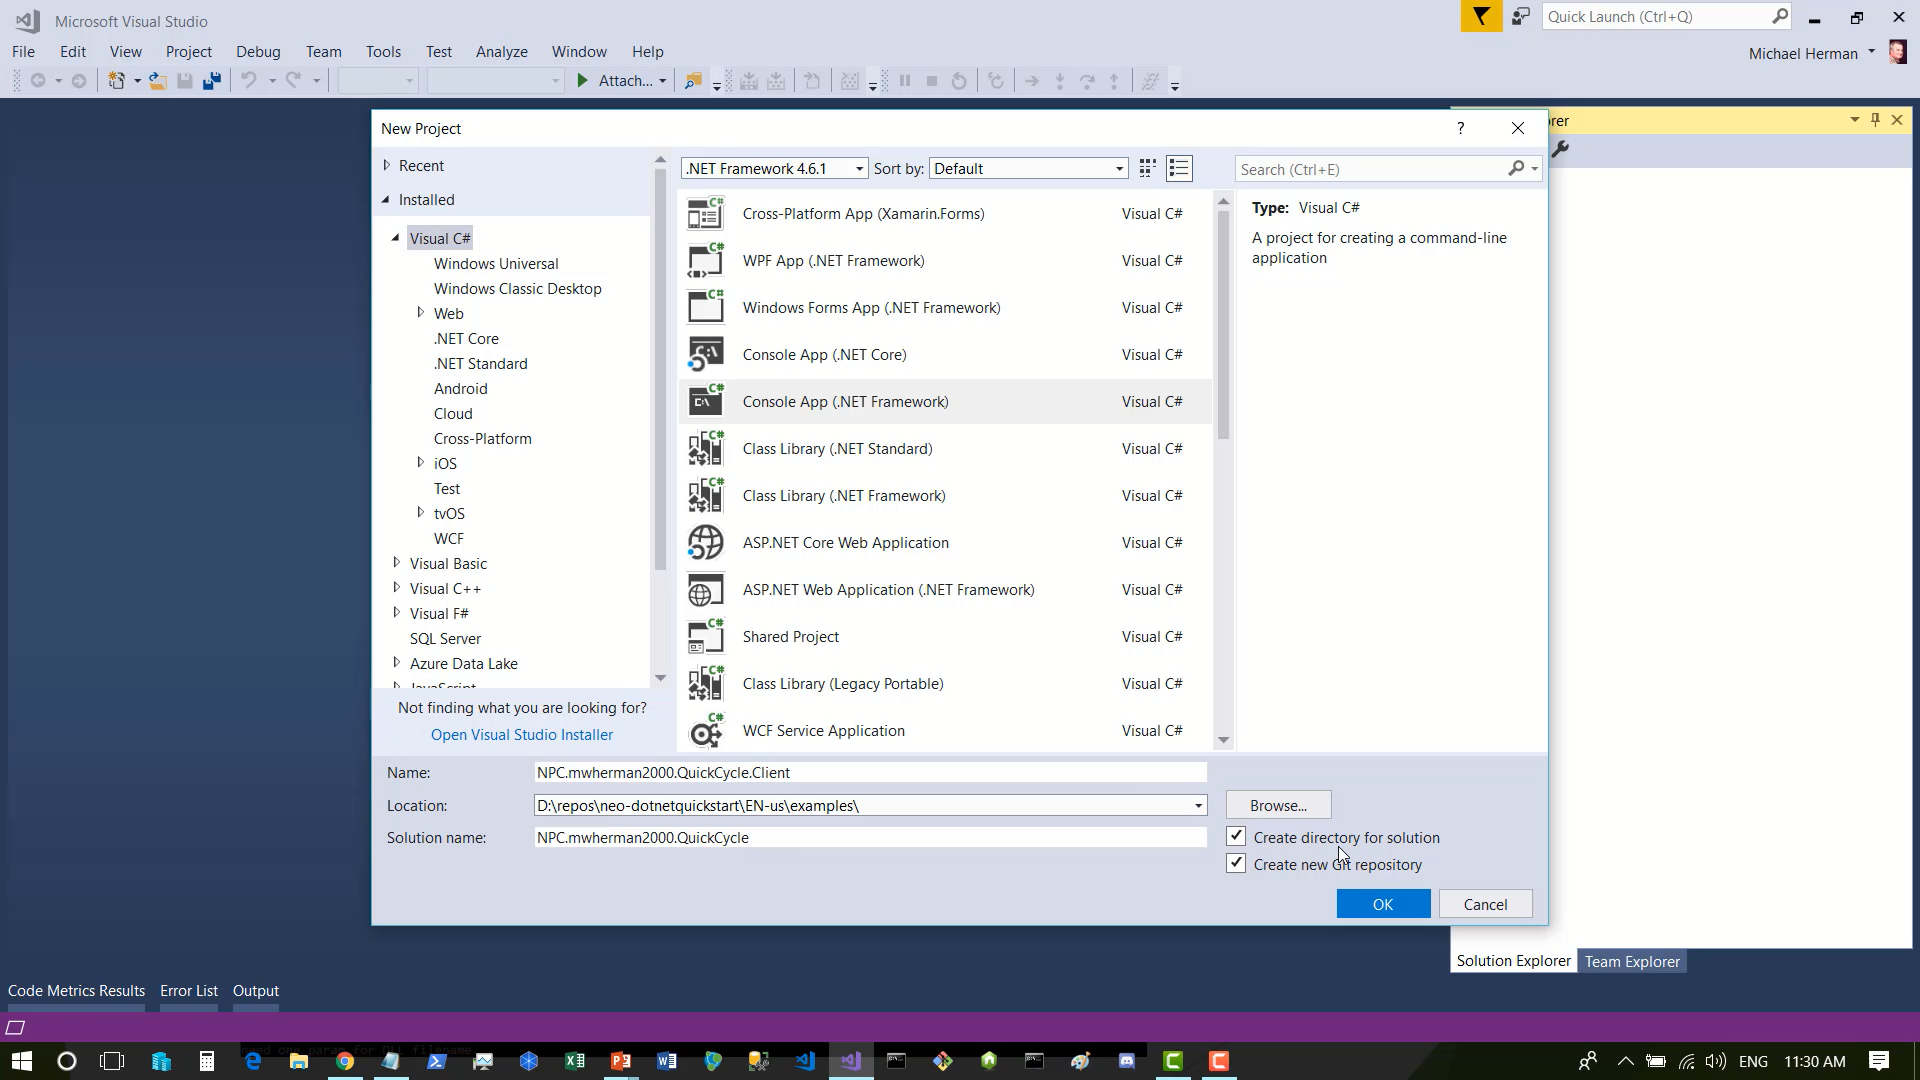 Microsoft Visual Studio
Quick Launch (Ctrl+Q)
File Edit View Project Debug Team Tools Test Analyze Window Help
Michael Herman
Attach...
New Project
?
Recent
Installed
Visual C#
Windows Universal
Windows Classic Desktop
Web
.NET Core
.NET Standard
Android
Cloud
Cross-Platform
iOS
Test
tvOS
WCF
Visual Basic
Visual C++
Visual F#
SQL Server
Azure Data Lake
JavaScript
Not finding what you are looking for?
Open Visual Studio Installer
.NET Framework 4.6.1 Sort by: Default
Search (Ctrl+E)
Cross-Platform App (Xamarin.Forms) Visual C#
WPF App (.NET Framework) Visual C#
Windows Forms App (.NET Framework) Visual C#
Console App (.NET Core) Visual C#
Console App (.NET Framework) Visual C#
Class Library (.NET Standard) Visual C#
Class Library (.NET Framework) Visual C#
ASP.NET Core Web Application Visual C#
ASP.NET Web Application (.NET Framework) Visual C#
Shared Project Visual C#
Class Library (Legacy Portable) Visual C#
WCF Service Application Visual C#
Type: Visual C#
A project for creating a command-line
application
Name: NPC.mwherman2000.QuickCycle.Client
Location: D:\repos\neo-dotnetquickstart\EN-us\examples\ Browse...
Solution name: NPC.mwherman2000.QuickCycle
Create directory for solution
Create new Git repository
OK Cancel
Solution Explorer Team Explorer
Code Metrics Results Error List Output
ENG 11:30 AM